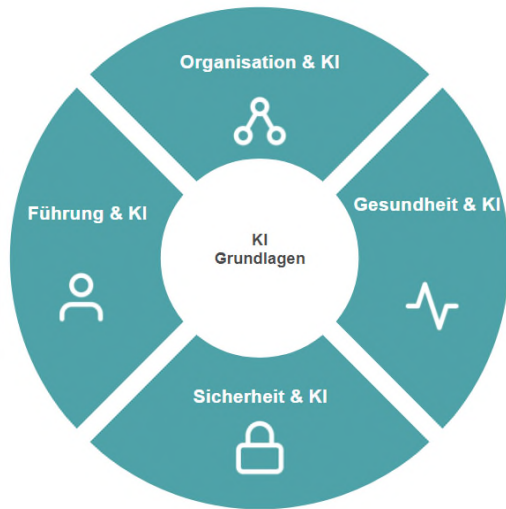 Organisation & KI
Führung & KI
Gesundheit & KI
KI
Grundlagen
Sicherheit & KI